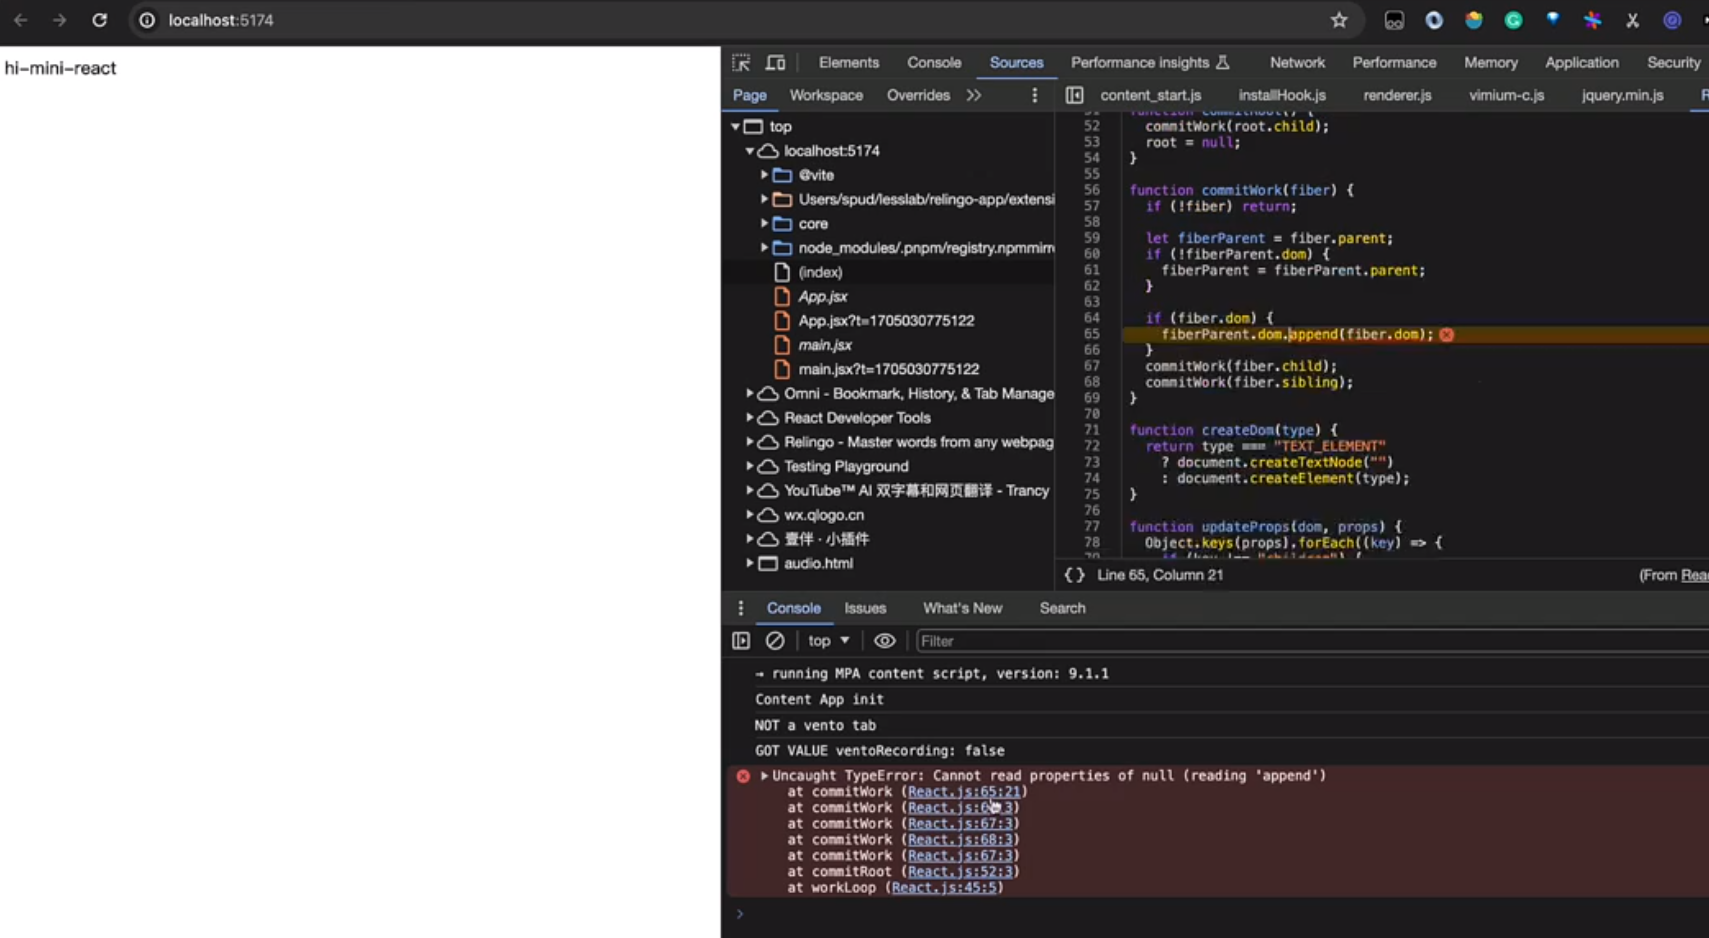 localhost:5174
hi-mini-react
Elements Console Sources Performance insights Network Performance Memory Application Security
Page Workspace Overrides
content_start.js installHook.js renderer.js vimium-c.js jquery.min.js
top
localhost:5174
@vite
Users/spud/lesslab/relingo-app/extensi
core
node_modules/.pnpm/registry.npmmirr
(index)
App.jsx
App.jsx?t=1705030775122
main.jsx
main.jsx?t=1705030775122
Omni - Bookmark, History, & Tab Manage
React Developer Tools
Relingo - Master words from any webpag
Testing Playground
YouTube™ AI 双字幕和网页翻译 - Trancy
wx.qlogo.cn
壹伴 · 小插件
audio.html
51 function commitRoot() {
52 commitWork(root.child);
53 root = null;
54 }
55
56 function commitWork(fiber) {
57 if (!fiber) return;
58
59 let fiberParent = fiber.parent;
60 if (!fiberParent.dom) {
61 fiberParent = fiberParent.parent;
62 }
63
64 if (fiber.dom) {
65 fiberParent.dom.append(fiber.dom);
66 }
67 commitWork(fiber.child);
68 commitWork(fiber.sibling);
69 }
70
71 function createDom(type) {
72 return type === "TEXT_ELEMENT"
73 ? document.createTextNode("")
74 : document.createElement(type);
75 }
76
77 function updateProps(dom, props) {
78 Object.keys(props).forEach((key) => {
79 if (key !== "children") {
{} Line 65, Column 21 (From Rea
Console Issues What's New Search
top Filter
→ running MPA content script, version: 9.1.1
Content App init
NOT a vento tab
GOT VALUE ventoRecording: false
Uncaught TypeError: Cannot read properties of null (reading 'append')
at commitWork (React.js:65:21)
at commitWork (React.js:6 :3)
at commitWork (React.js:67:3)
at commitWork (React.js:68:3)
at commitWork (React.js:67:3)
at commitRoot (React.js:52:3)
at workLoop (React.js:45:5)